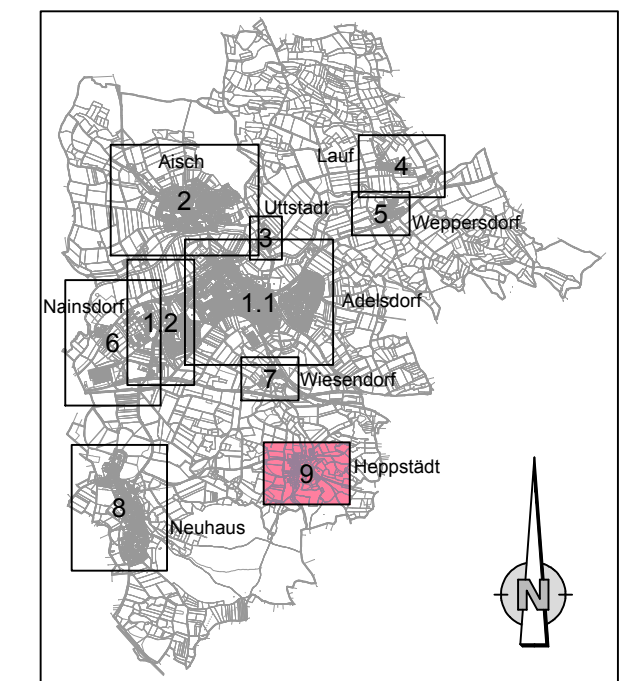 Lauf
4
Aisch
2
Uttstadt
5
Weppersdorf
3
Nainsdorf
1.2
1.1
Adelsdorf
6
7
Wiesendorf
9
Heppstädt
8
Neuhaus
N